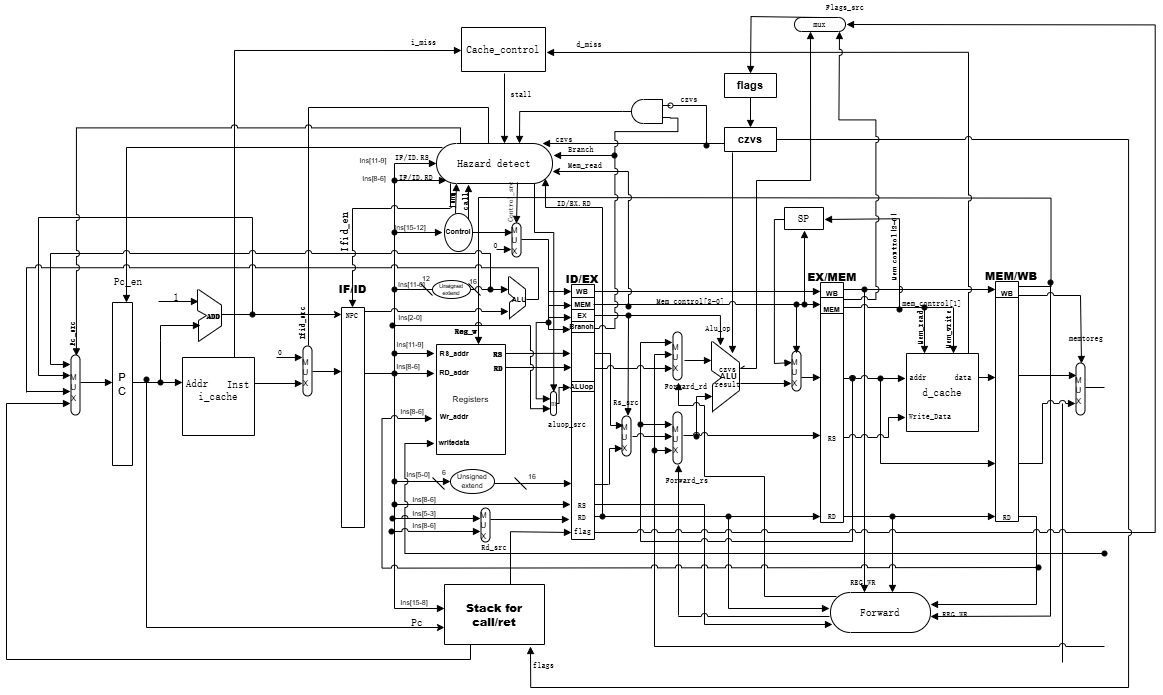 Flags_src
mux
i_miss
Cache_control
d_miss
flags
stall
czvs
czvs
czvs
Branch
Mem_read
Ins[11-9]
IF/ID.RS
Hazard detect
Ins[8-6]
IF/ID.RD
call
Control_src
ID/EX.RD
Ifid_en
Ins[15-12]
Control
0
M
U
X
SP
Pc_en
12
16
Unsigned
extend
ALU
IF/ID
ID/EX
EX/MEM
MEM/WB
WB
MEM
EX
Branch
WB
MEM
WB
Mem control[2-0]
mem_control[1]
1
ADD
NPC
Ins[2-0]
Reg_w
Alu_op
Mem_read
Mem_write
memtoreg
Pc_src
ifid_src
0
M
U
X
M
U
X
P
C
Addr
Inst
i_cache
Ins[11-9]
Ins[8-6]
RS_addr
RS
RD_addr
RD
Registers
Wr_addr
writedata
Ins[8-6]
ALUop
aluop_src
Rs_src
M
U
X
M
U
X
Forward_rd
M
U
X
Forward_rs
czvs
ALU
result
M
U
X
addr
data
d_cache
Write_Data
M
U
X
RS
Ins[5-0]
6
Unsigned
extend
16
Ins[8-6]
RS
Ins[5-3]
M
U
X
RD
RD
RD
Ins[8-6]
flag
Rd_src
REG_WR
Ins[15-8]
Stack for
call/ret
Pc
Forward
REG_WR
flags